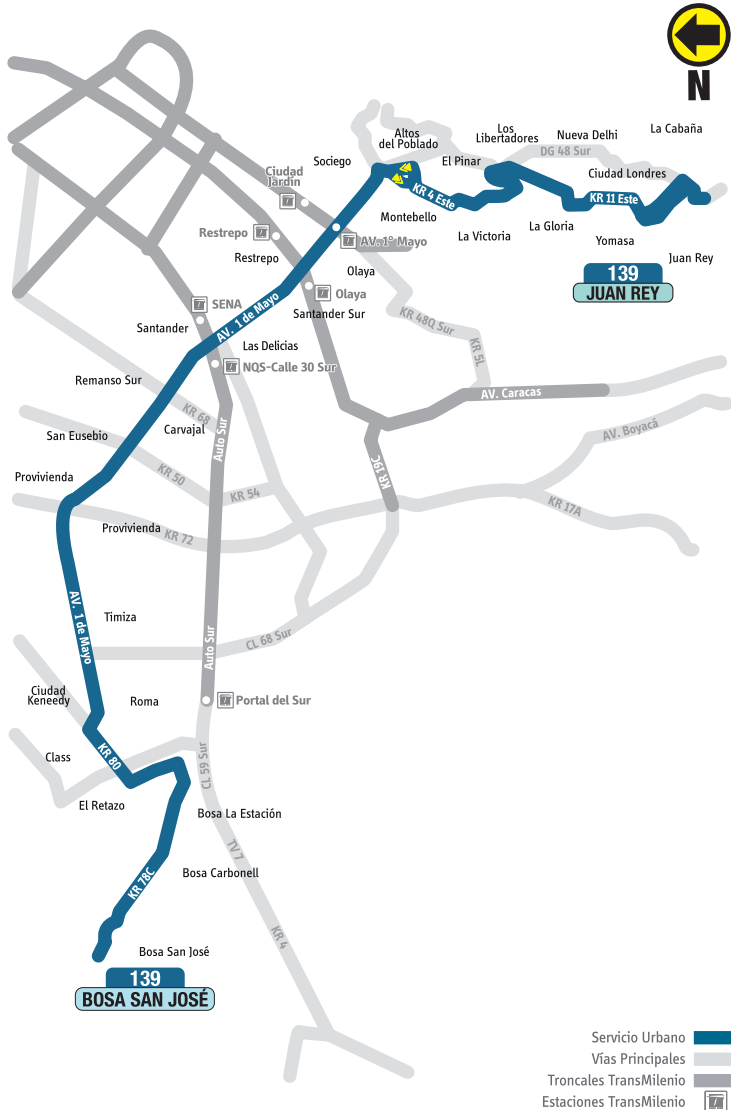 N
Altos
del Poblado
Los
Libertadores
Nueva Delhi
La Cabaña
DG 48 Sur
Sociego
El Pinar
Ciudad Londres
Ciudad
Jardín
KR 4 Este
KR 11 Este
Montebello
La Gloria
La Victoria
Yomasa
Juan Rey
Restrepo
AV. 1° Mayo
Restrepo
Olaya
139
JUAN REY
Olaya
SENA
Santander Sur
AV. 1 de Mayo
Santander
KR 48Q Sur
KR 5L
Las Delicias
NQS-Calle 30 Sur
Remanso Sur
AV. Caracas
KR 68
Carvajal
Auto Sur
San Eusebio
AV. Boyacá
Provivienda
KR 50
KR 54
KR 19C
KR 17A
Provivienda
KR 72
AV. 1 de Mayo
Timiza
CL 68 Sur
Auto Sur
Ciudad
Keneedy
Roma
Portal del Sur
Class
KR 80
CL 59 Sur
El Retazo
Bosa La Estación
TV 7
Bosa Carbonell
KR 78C
KR 4
Bosa San José
139
BOSA SAN JOSÉ
Servicio Urbano
Vías Principales
Troncales TransMilenio
Estaciones TransMilenio